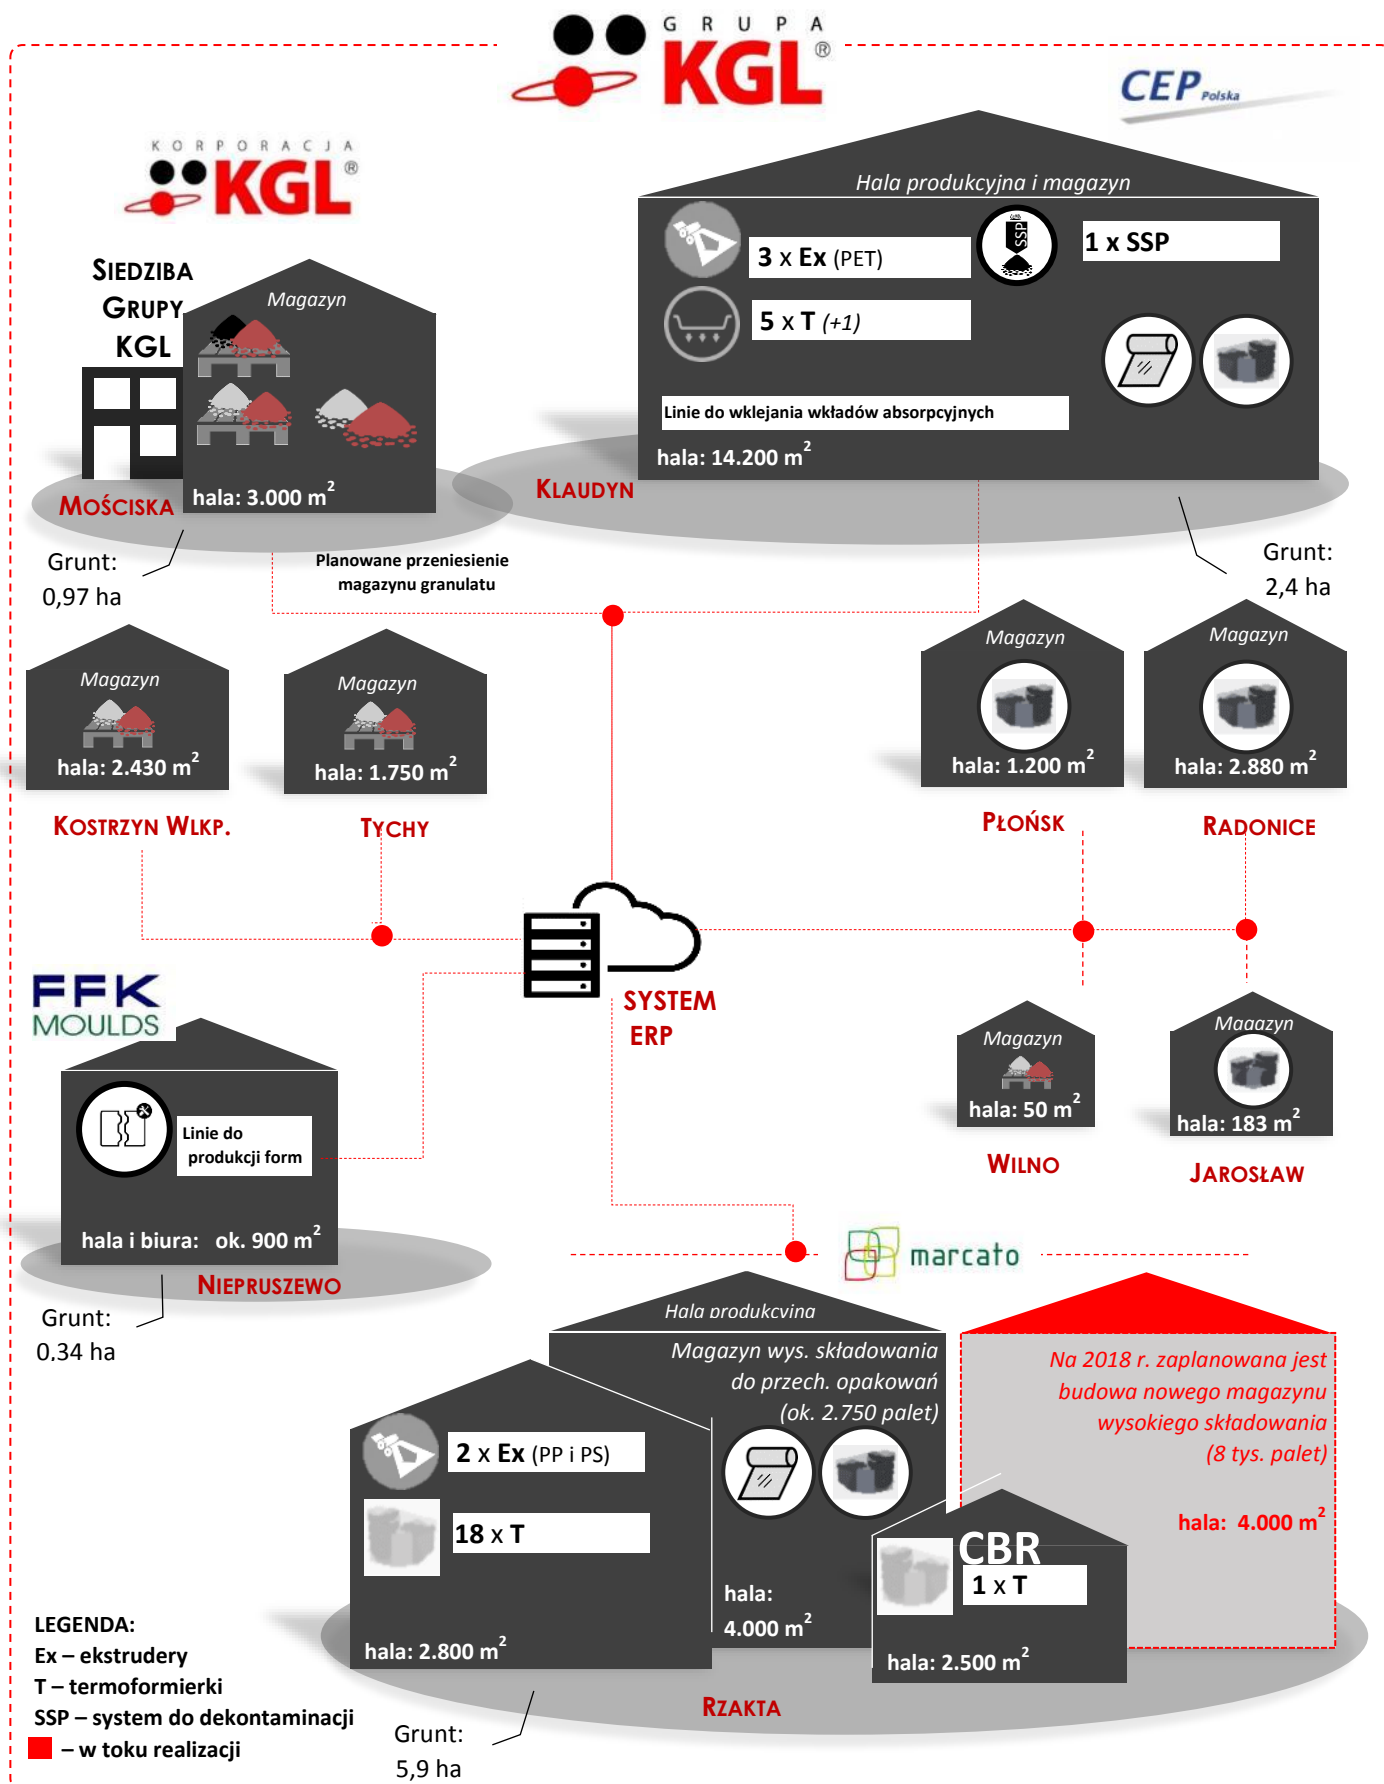 GRUPA
KGL®
CEP Polska
KORPORACJA
KGL®
Hala produkcyjna i magazyn
3 x Ex (PET)
SSP
1 x SSP
5 x T (+1)
Linie do wklejania wkładów absorpcyjnych
hala: 14.200 m²
KLAUDYN
Grunt:
2,4 ha
SIEDZIBA
GRUPY
KGL
Magazyn
hala: 3.000 m²
MOŚCISKA
Grunt:
0,97 ha
Planowane przeniesienie
magazynu granulatu
Magazyn
hala: 2.430 m²
KOSTRZYN WLKP.
Magazyn
hala: 1.750 m²
TYCHY
Magazyn
hala: 1.200 m²
PŁOŃSK
Magazyn
hala: 2.880 m²
RADONICE
SYSTEM
ERP
FFK
MOULDS
Linie do
produkcji form
hala i biura: ok. 900 m²
NIEPRUSZEWO
Grunt:
0,34 ha
Magazyn
hala: 50 m²
WILNO
Magazyn
hala: 183 m²
JAROSŁAW
marcato
Hala produkcyjna
Magazyn wys. składowania
do przech. opakowań
(ok. 2.750 palet)
hala:
4.000 m²
2 x Ex (PP i PS)
18 x T
hala: 2.800 m²
CBR
1 x T
hala: 2.500 m²
Na 2018 r. zaplanowana jest
budowa nowego magazynu
wysokiego składowania
(8 tys. palet)
hala: 4.000 m²
RZAKTA
Grunt:
5,9 ha
LEGENDA:
Ex – ekstrudery
T – termoformierki
SSP – system do dekontaminacji
– w toku realizacji